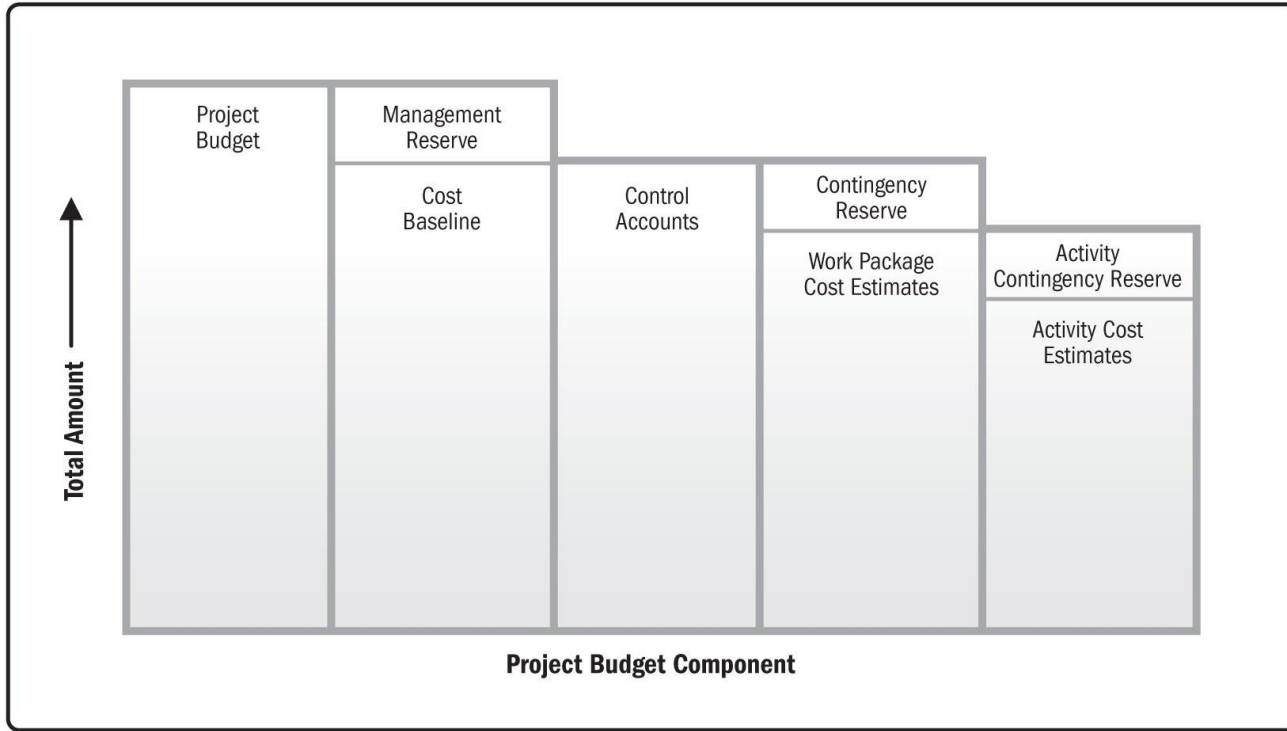 Project
Budget
Management
Reserve
Cost
Baseline
Control
Accounts
Contingency
Reserve
Work Package
Cost Estimates
Activity
Contingency Reserve
Activity Cost
Estimates
Total Amount
Project Budget Component